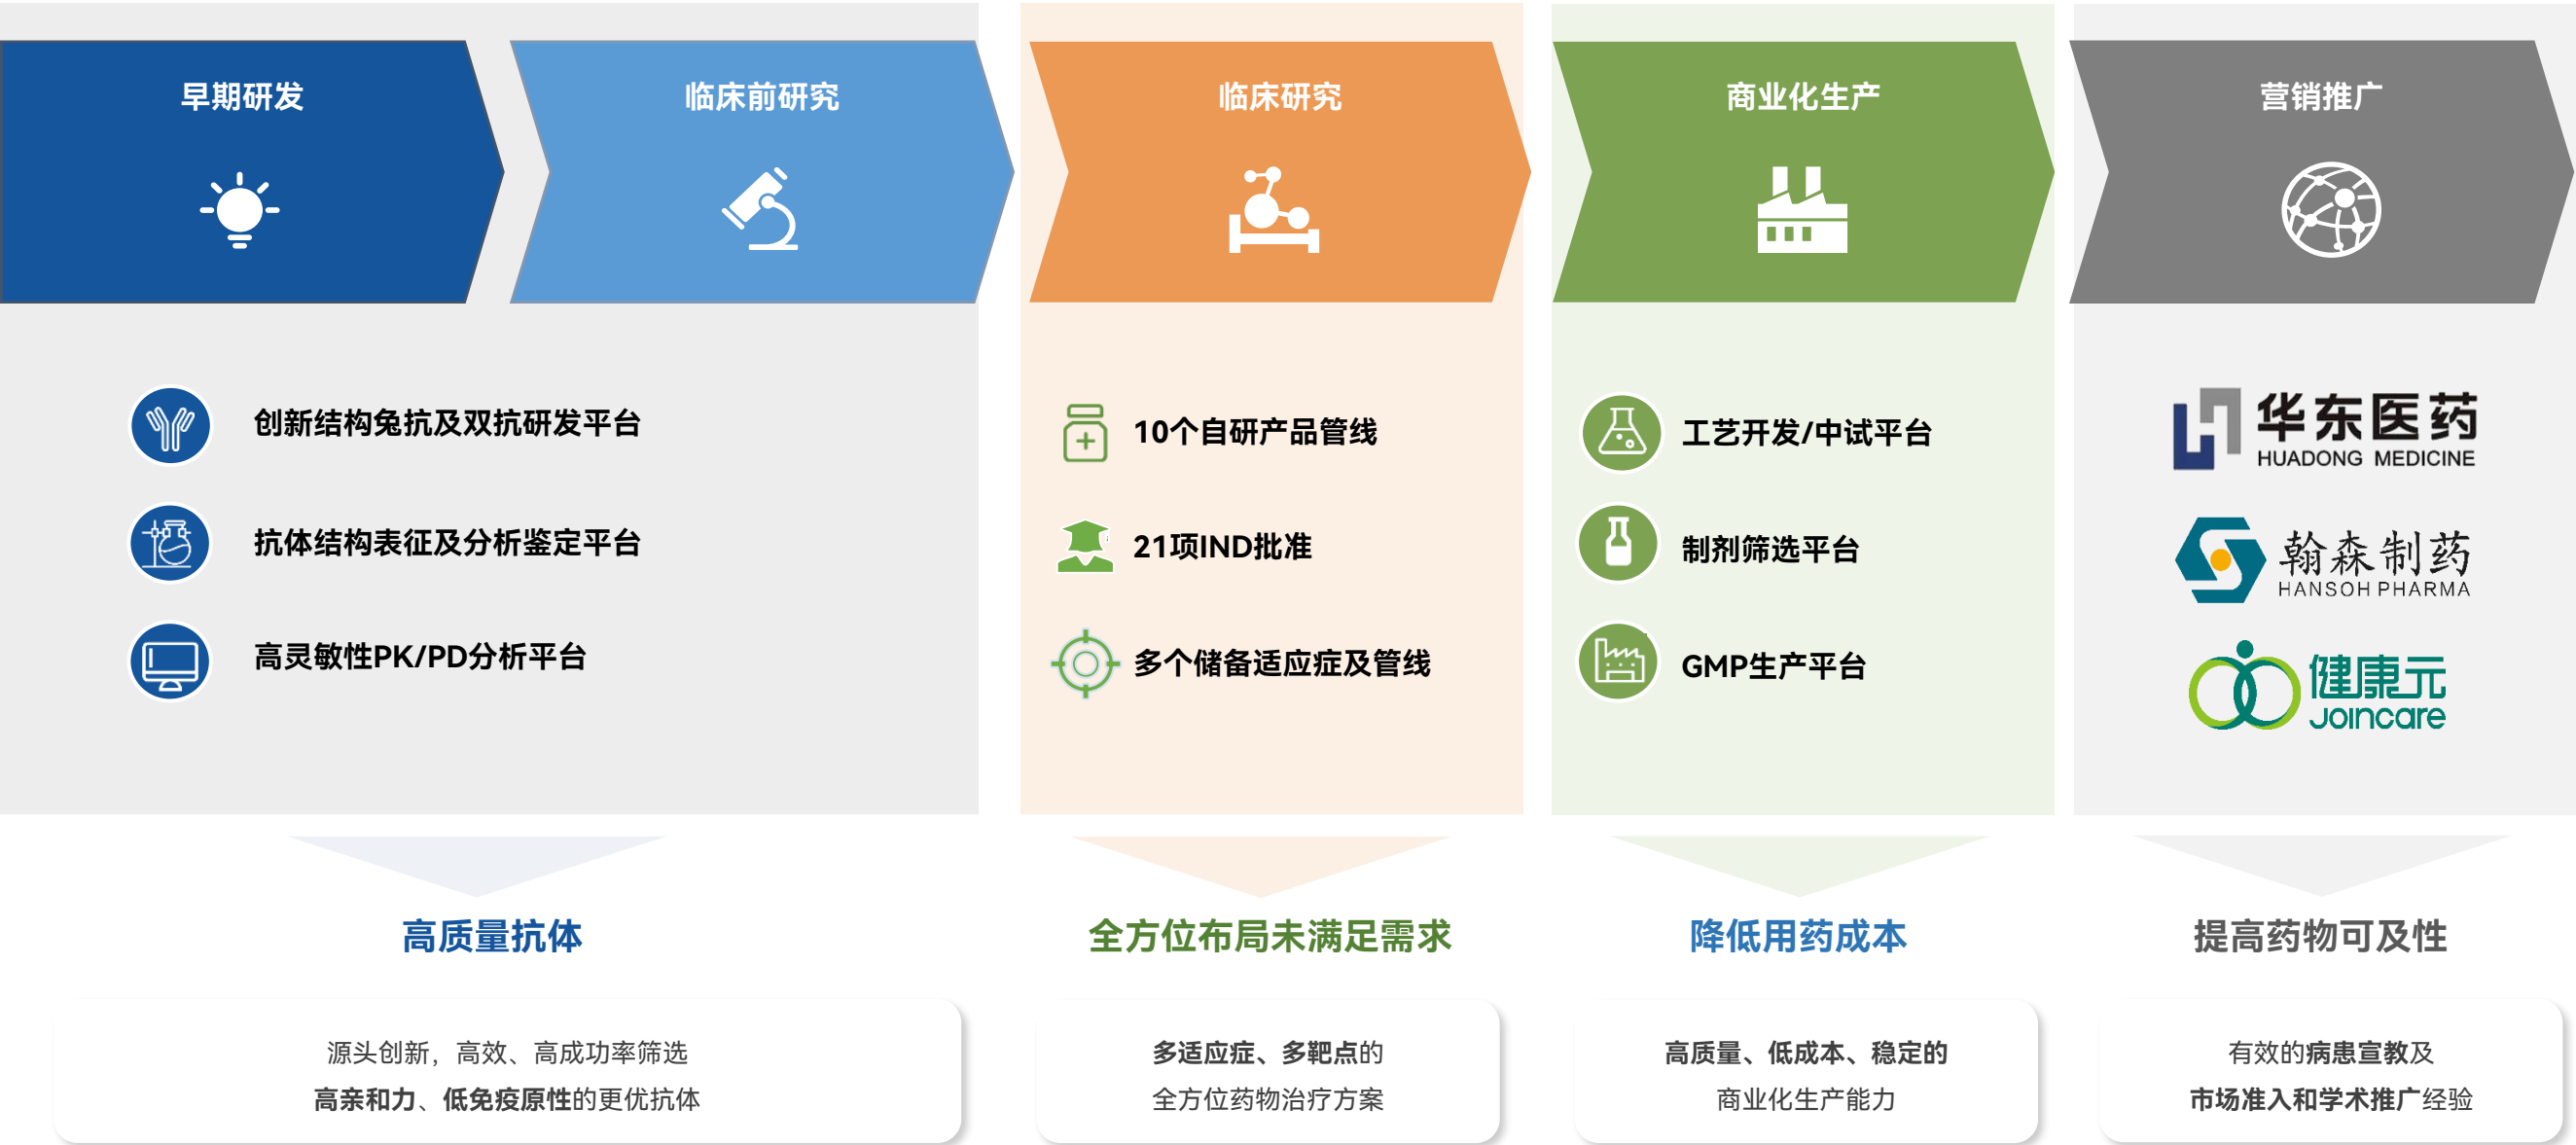 早期研发
临床前研究
临床研究
商业化生产
营销推广
创新结构兔抗及双抗研发平台
抗体结构表征及分析鉴定平台
高灵敏性PK/PD分析平台
10个自研产品管线
21项IND批准
多个储备适应症及管线
工艺开发/中试平台
制剂筛选平台
GMP生产平台
华东医药
HUADONG MEDICINE
翰森制药
HANSOH PHARMA
健康元
Joincare
高质量抗体
全方位布局未满足需求
降低用药成本
提高药物可及性
源头创新，高效、高成功率筛选
高亲和力、低免疫原性的更优抗体
多适应症、多靶点的
全方位药物治疗方案
高质量、低成本、稳定的
商业化生产能力
有效的病患宣教及
市场准入和学术推广经验